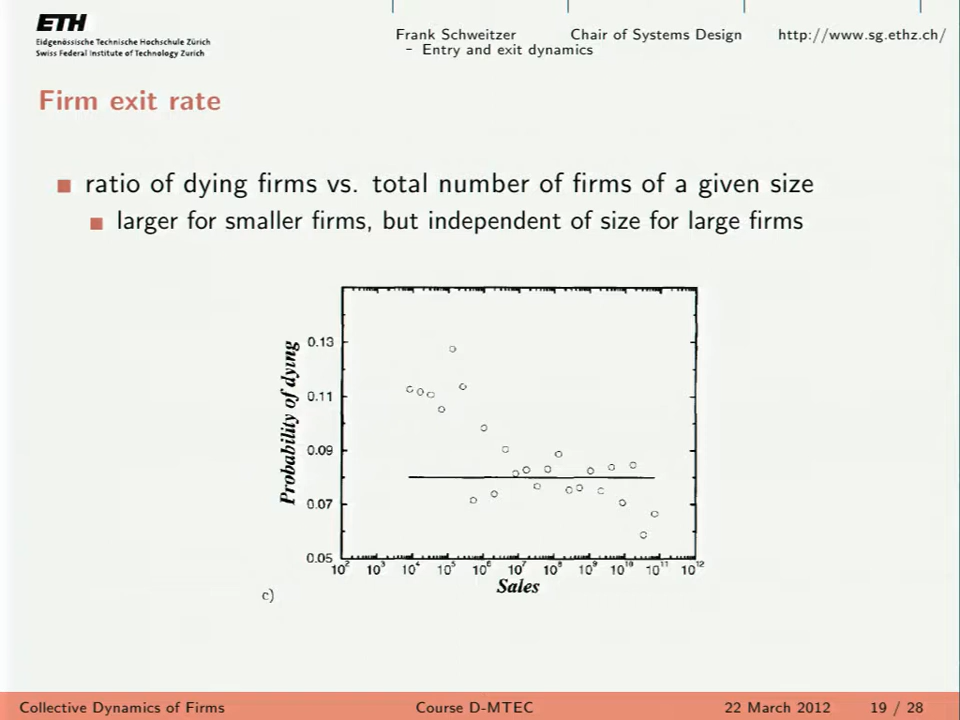 ETH
Eidgenössische Technische Hochschule Zürich
Swiss Federal Institute of Technology Zurich
Frank Schweitzer Chair of Systems Design http://www.sg.ethz.ch/
– Entry and exit dynamics
Firm exit rate
ratio of dying firms vs. total number of firms of a given size
larger for smaller firms, but independent of size for large firms
Probability of dying
0.13
0.11
0.09
0.07
0.05
10² 10³ 10⁴ 10⁵ 10⁶ 10⁷ 10⁸ 10⁹ 10¹⁰ 10¹¹ 10¹²
Sales
c)
Collective Dynamics of Firms Course D-MTEC 22 March 2012 19 / 28